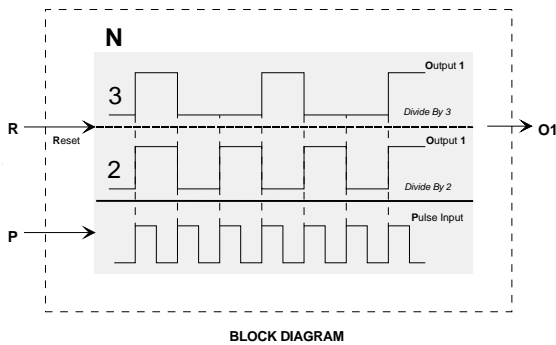 N
Output 1
3
Divide By 3
R
Reset
O1
Output 1
2
Divide By 2
Pulse Input
P
BLOCK DIAGRAM